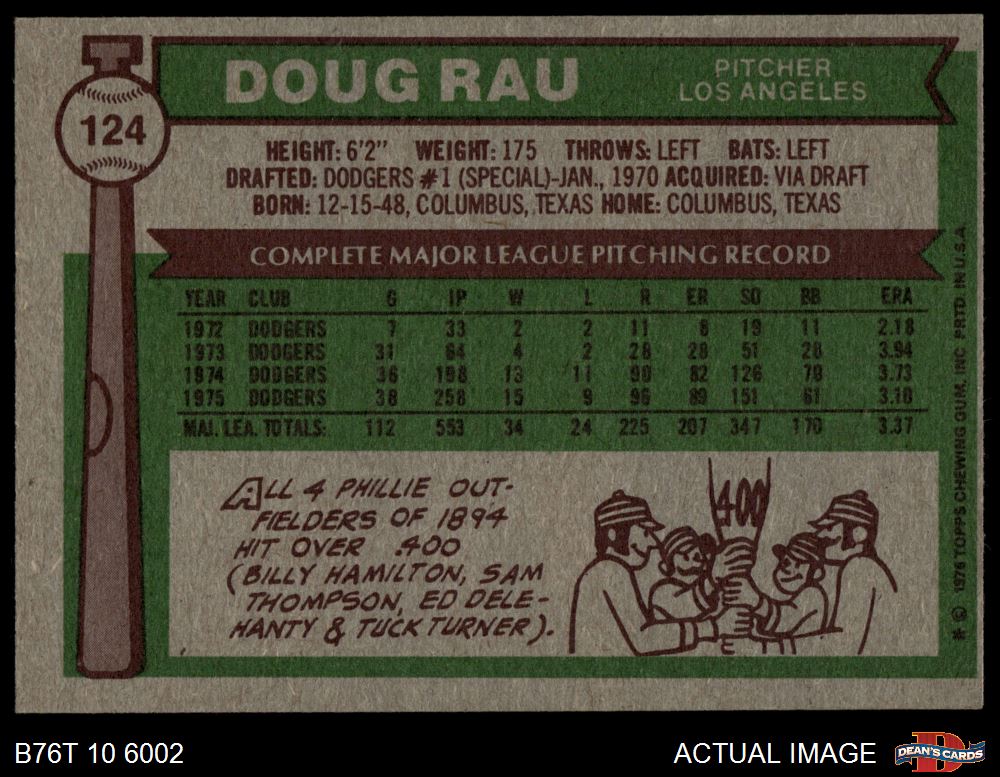 124
DOUG RAU
PITCHER
LOS ANGELES
HEIGHT: 6'2" WEIGHT: 175 THROWS: LEFT BATS: LEFT
DRAFTED: DODGERS #1 (SPECIAL)-JAN., 1970 ACQUIRED: VIA DRAFT
BORN: 12-15-48, COLUMBUS, TEXAS HOME: COLUMBUS, TEXAS
COMPLETE MAJOR LEAGUE PITCHING RECORD
YEAR CLUB G IP W L R ER SO BB ERA
1972 DODGERS 7 33 2 2 11 8 19 11 2.18
1973 DODGERS 31 64 4 2 28 28 51 28 3.94
1974 DODGERS 36 198 13 11 90 82 126 70 3.73
1975 DODGERS 38 258 15 9 96 89 151 61 3.10
MAJ. LEA. TOTALS: 112 553 34 24 225 207 347 170 3.37
ALL 4 PHILLIE OUT-
FIELDERS OF 1894
HIT OVER .400
(BILLY HAMILTON, SAM
THOMPSON, ED DELE-
HANTY & TUCK TURNER).
.400
* © 1976 TOPPS CHEWING GUM, INC. PRTD. IN U.S.A.
B76T 10 6002
ACTUAL IMAGE
DEAN'S CARDS